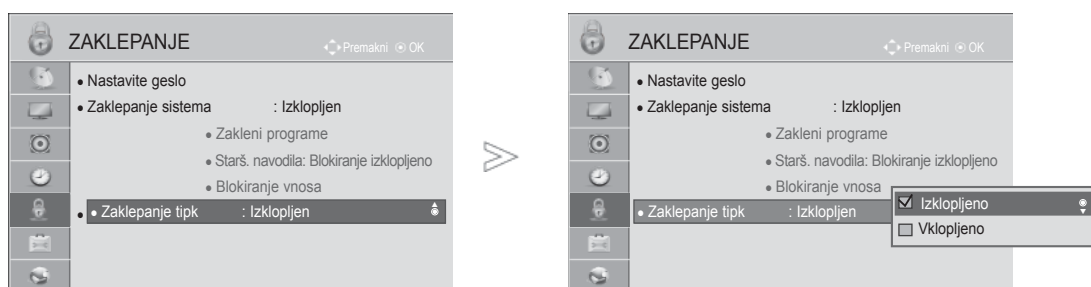 ZAKLEPANJE
Premakni OK
• Nastavite geslo
• Zaklepanje sistema : Izklopljen
• Zakleni programe
• Starš. navodila: Blokiranje izklopljeno
• Blokiranje vnosa
• • Zaklepanje tipk : Izklopljen
ZAKLEPANJE
Premakni OK
• Nastavite geslo
• Zaklepanje sistema : Izklopljen
• Zakleni programe
• Starš. navodila: Blokiranje izklopljeno
• Blokiranje vnosa
• Zaklepanje tipk : Izklopljen
Izklopljeno
Vklopljeno